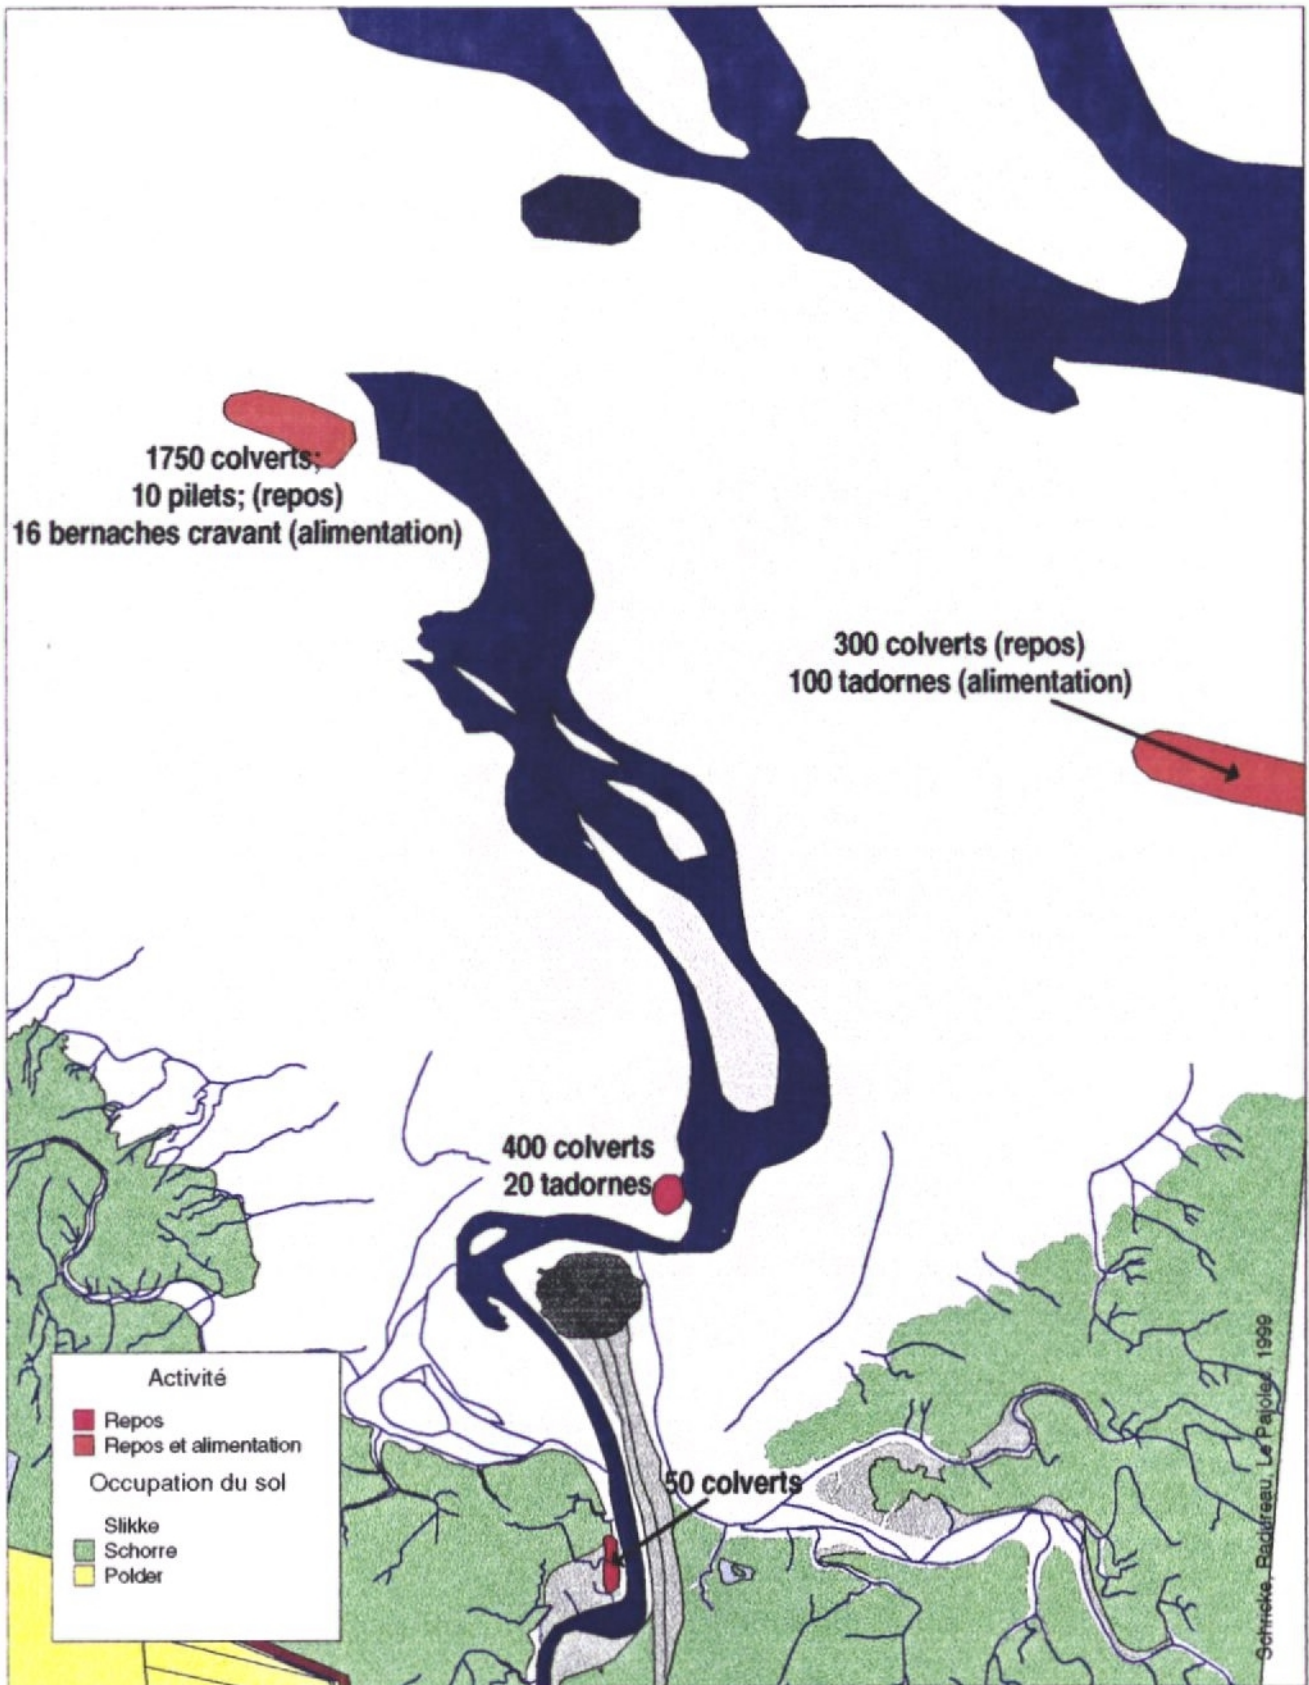 1750 colverts;
10 pilets; (repos)
16 bernaches cravant (alimentation)
300 colverts (repos)
100 tadornes (alimentation)
400 colverts
20 tadornes
50 colverts
Activité
Repos
Repos et alimentation
Occupation du sol
Slikke
Schorre
Polder
Schricke, Radureau, Le Pajolec, 1999